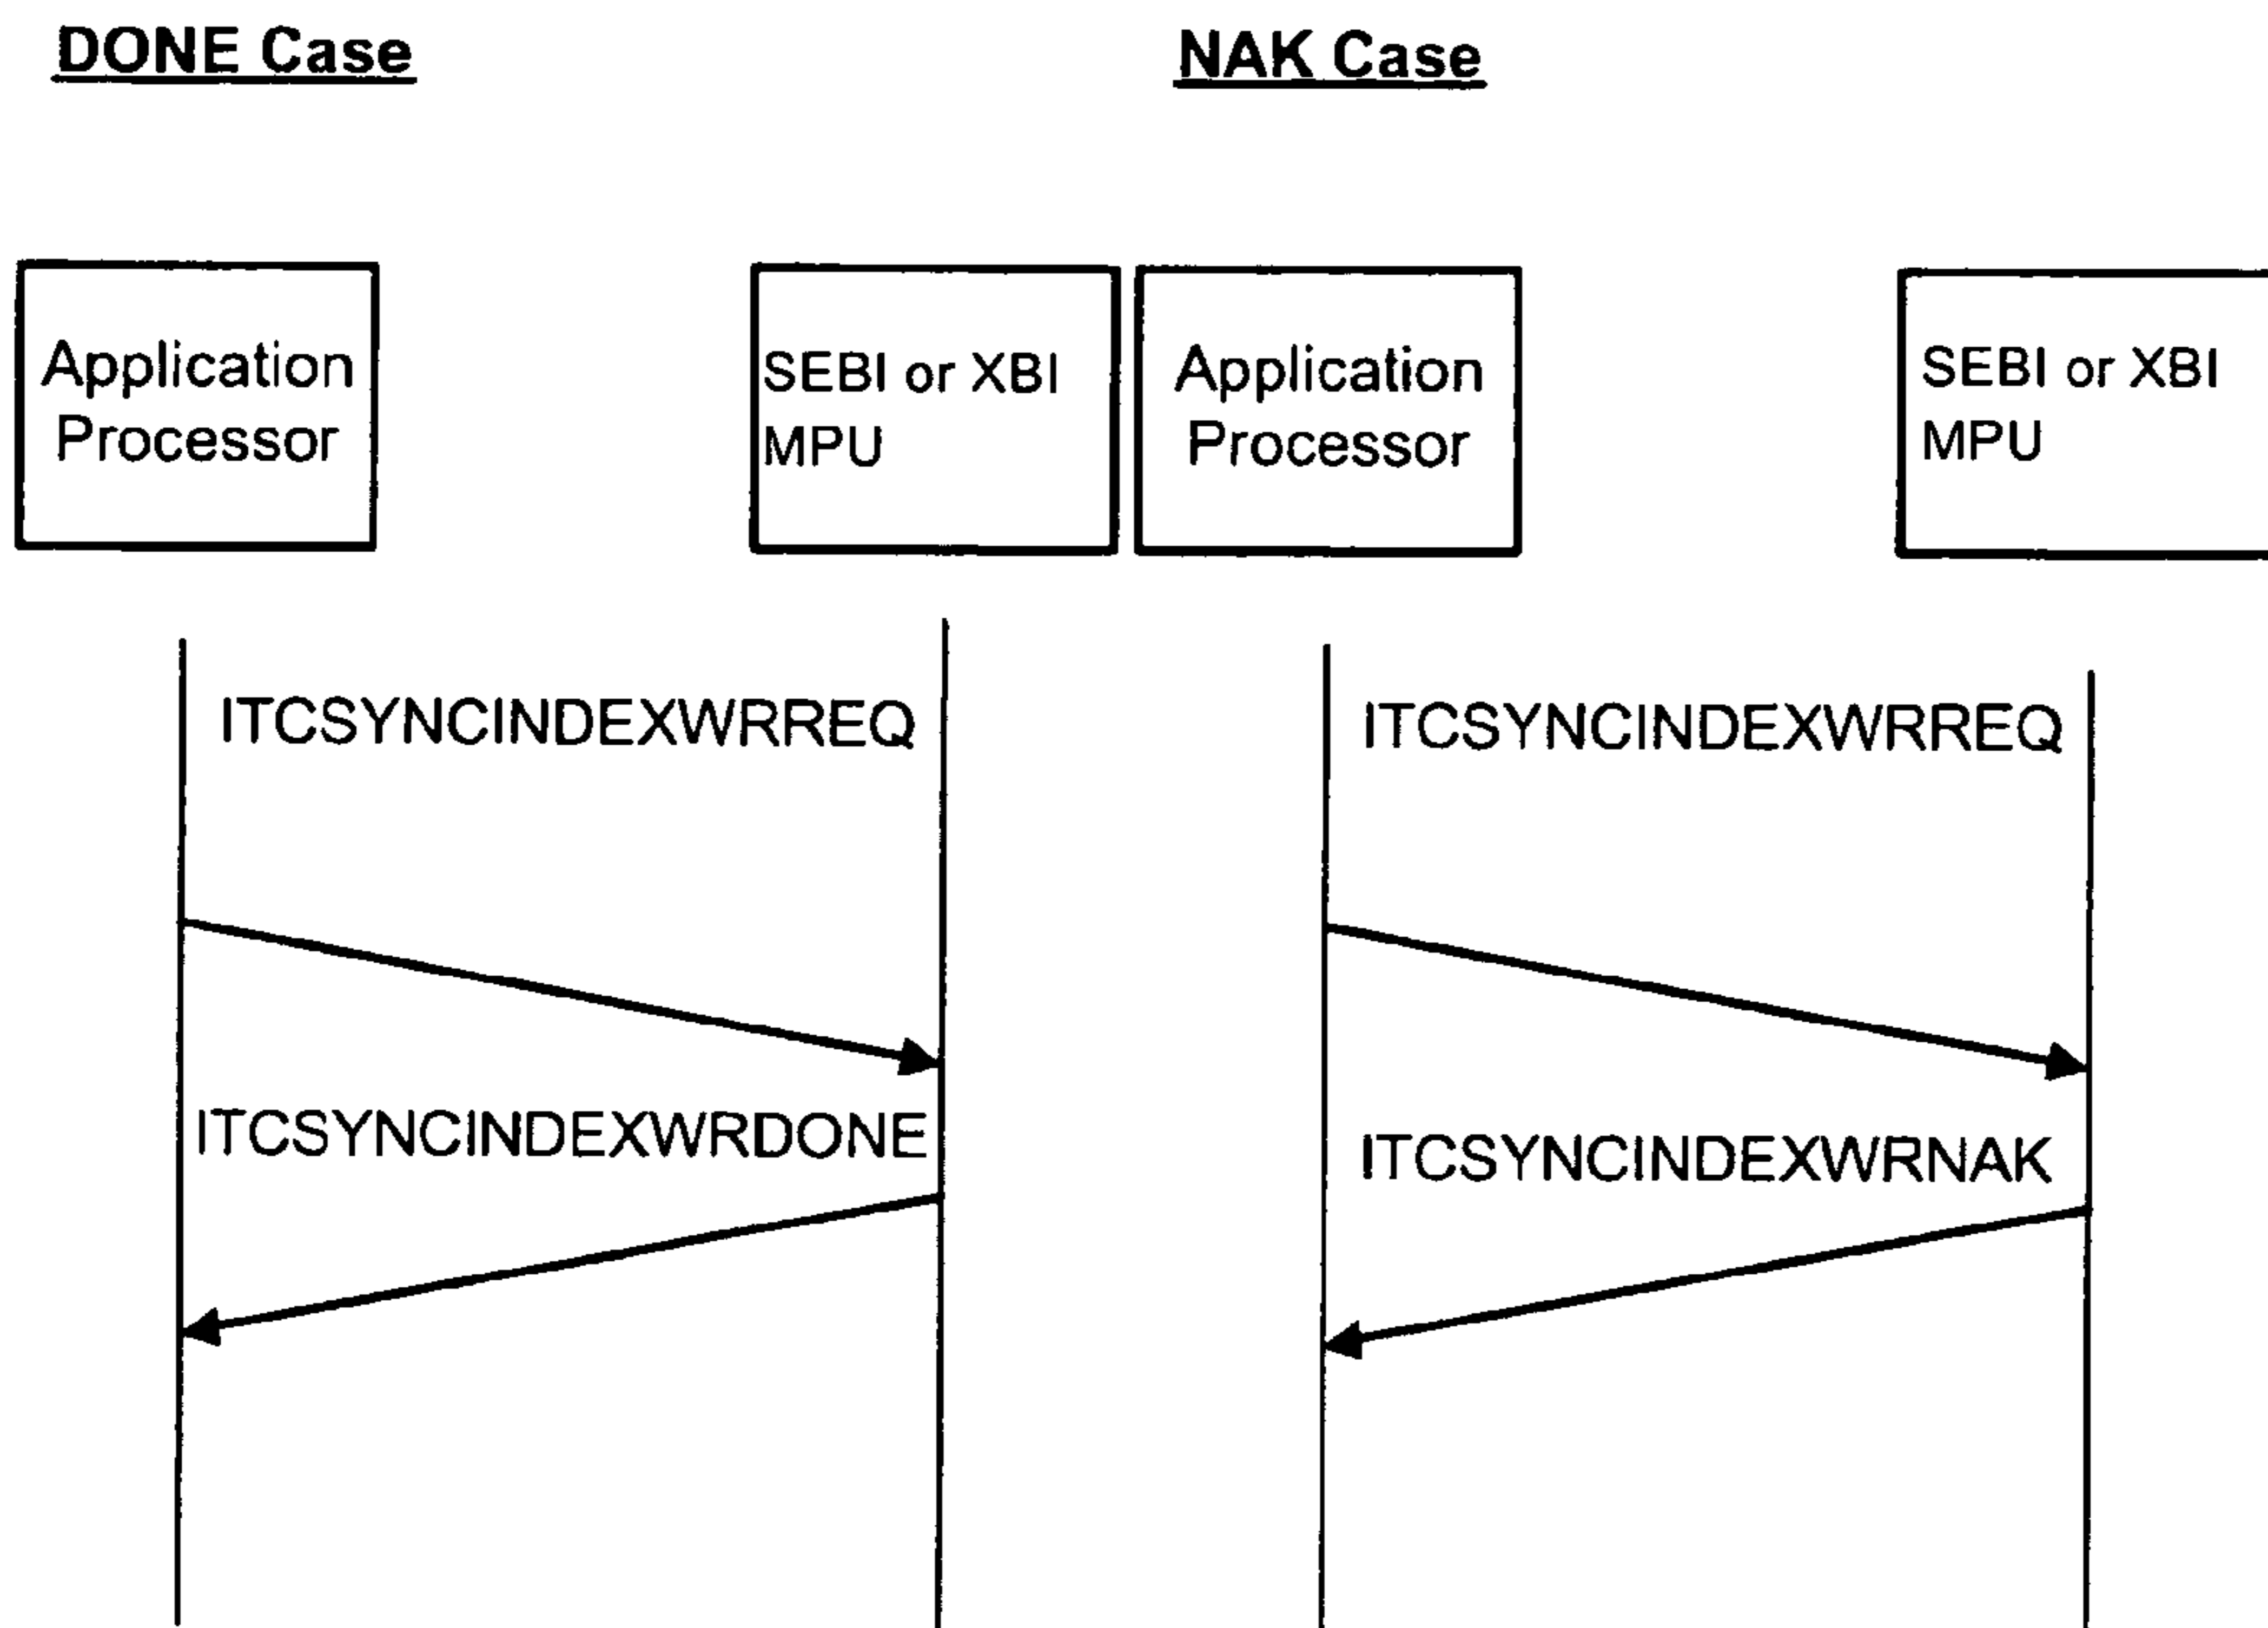 DONE Case
NAK Case
Application
Processor
SEBI or XBI
MPU
Application
Processor
SEBI or XBI
MPU
ITCSYNCINDEXWRREQ
ITCSYNCINDEXWRREQ
ITCSYNCINDEXWRDONE
ITCSYNCINDEXWRNAK